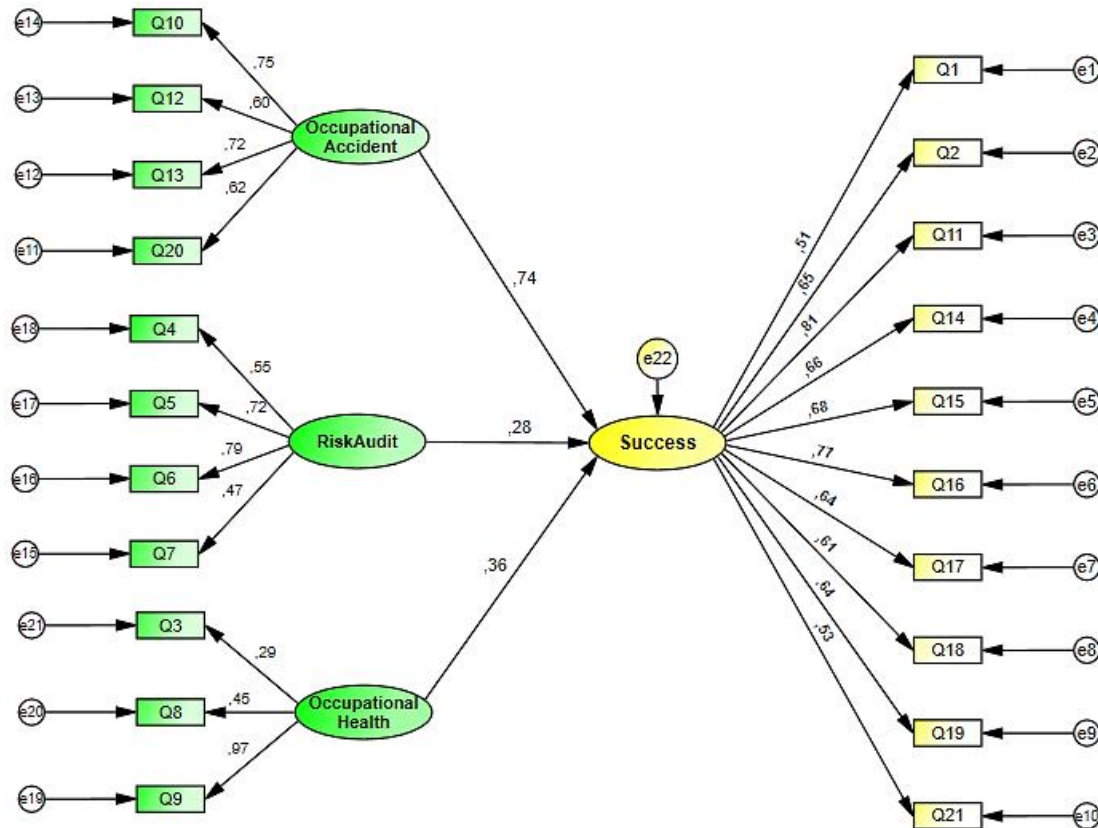 e14
Q10
,75
e13
Q12
,60
e12
Q13
,72
e11
Q20
,62
Occupational
Accident
,74
e18
Q4
,55
e17
Q5
,72
e16
Q6
,79
e15
Q7
,47
RiskAudit
,28
e21
Q3
,29
e20
Q8
,45
e19
Q9
,97
Occupational
Health
,36
e22
Success
,51
Q1
e1
,65
Q2
e2
,81
Q11
e3
,66
Q14
e4
,68
Q15
e5
,77
Q16
e6
,64
Q17
e7
,61
Q18
e8
,64
Q19
e9
,53
Q21
e10